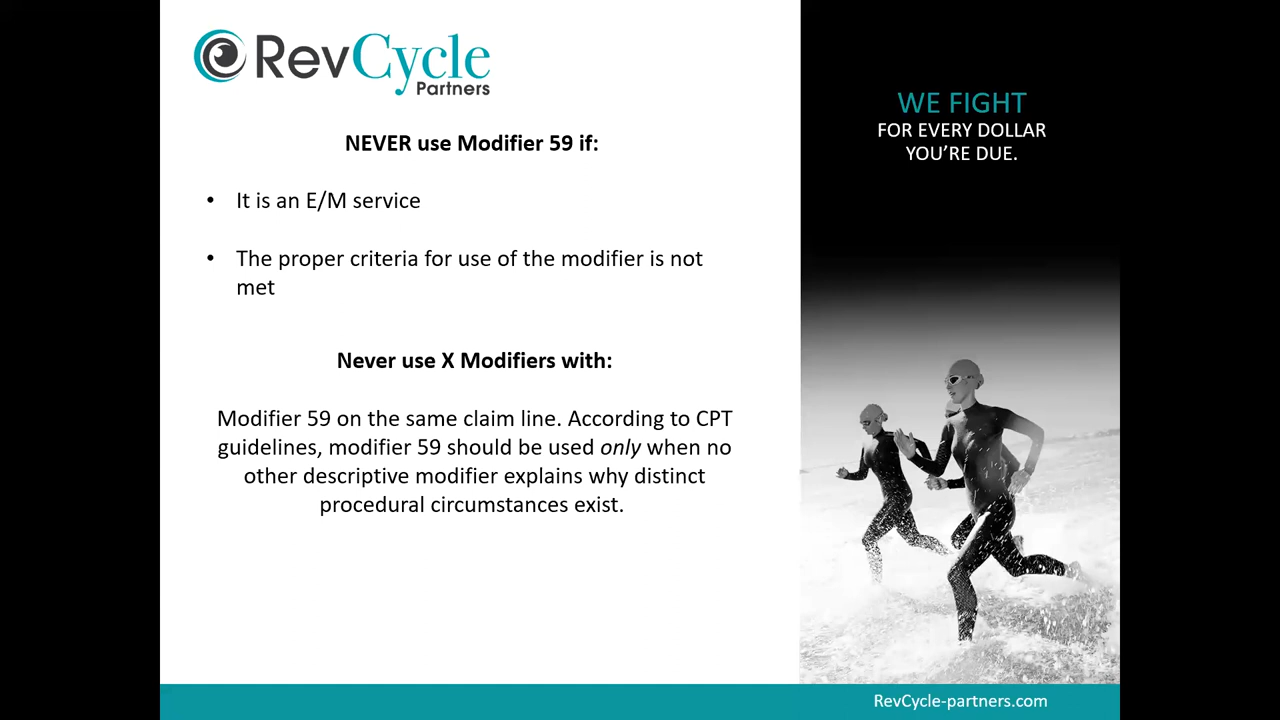 RevCycle
Partners
NEVER use Modifier 59 if:
• It is an E/M service
• The proper criteria for use of the modifier is not
met
Never use X Modifiers with:
Modifier 59 on the same claim line. According to CPT
guidelines, modifier 59 should be used only when no
other descriptive modifier explains why distinct
procedural circumstances exist.
WE FIGHT
FOR EVERY DOLLAR
YOU’RE DUE.
RevCycle-partners.com